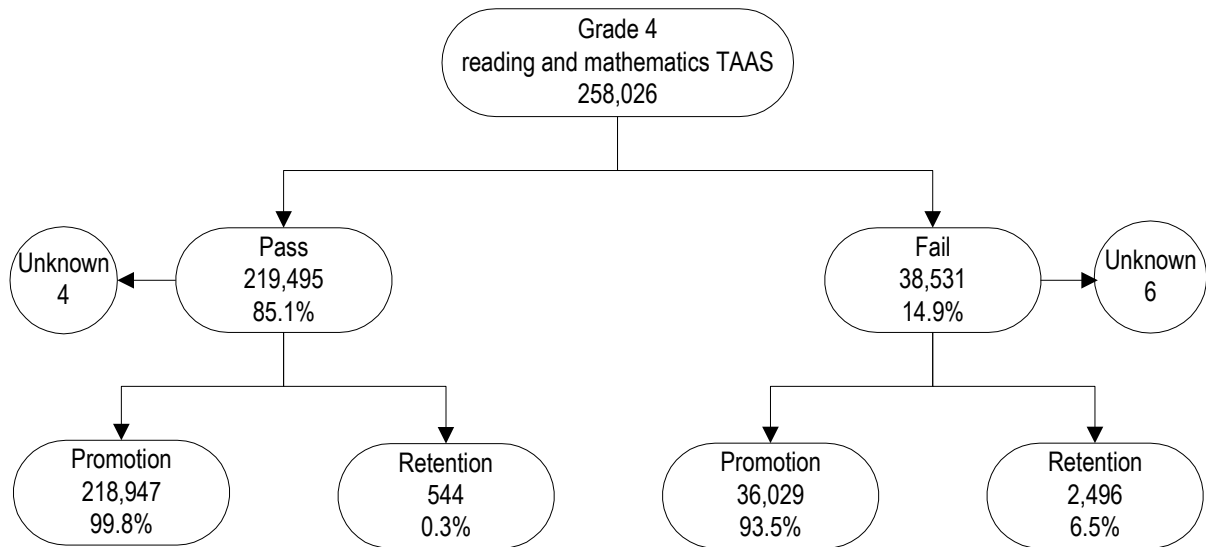 Grade 4
reading and mathematics TAAS
258,026
Pass
219,495
85.1%
Unknown
4
Fail
38,531
14.9%
Unknown
6
Promotion
218,947
99.8%
Retention
544
0.3%
Promotion
36,029
93.5%
Retention
2,496
6.5%